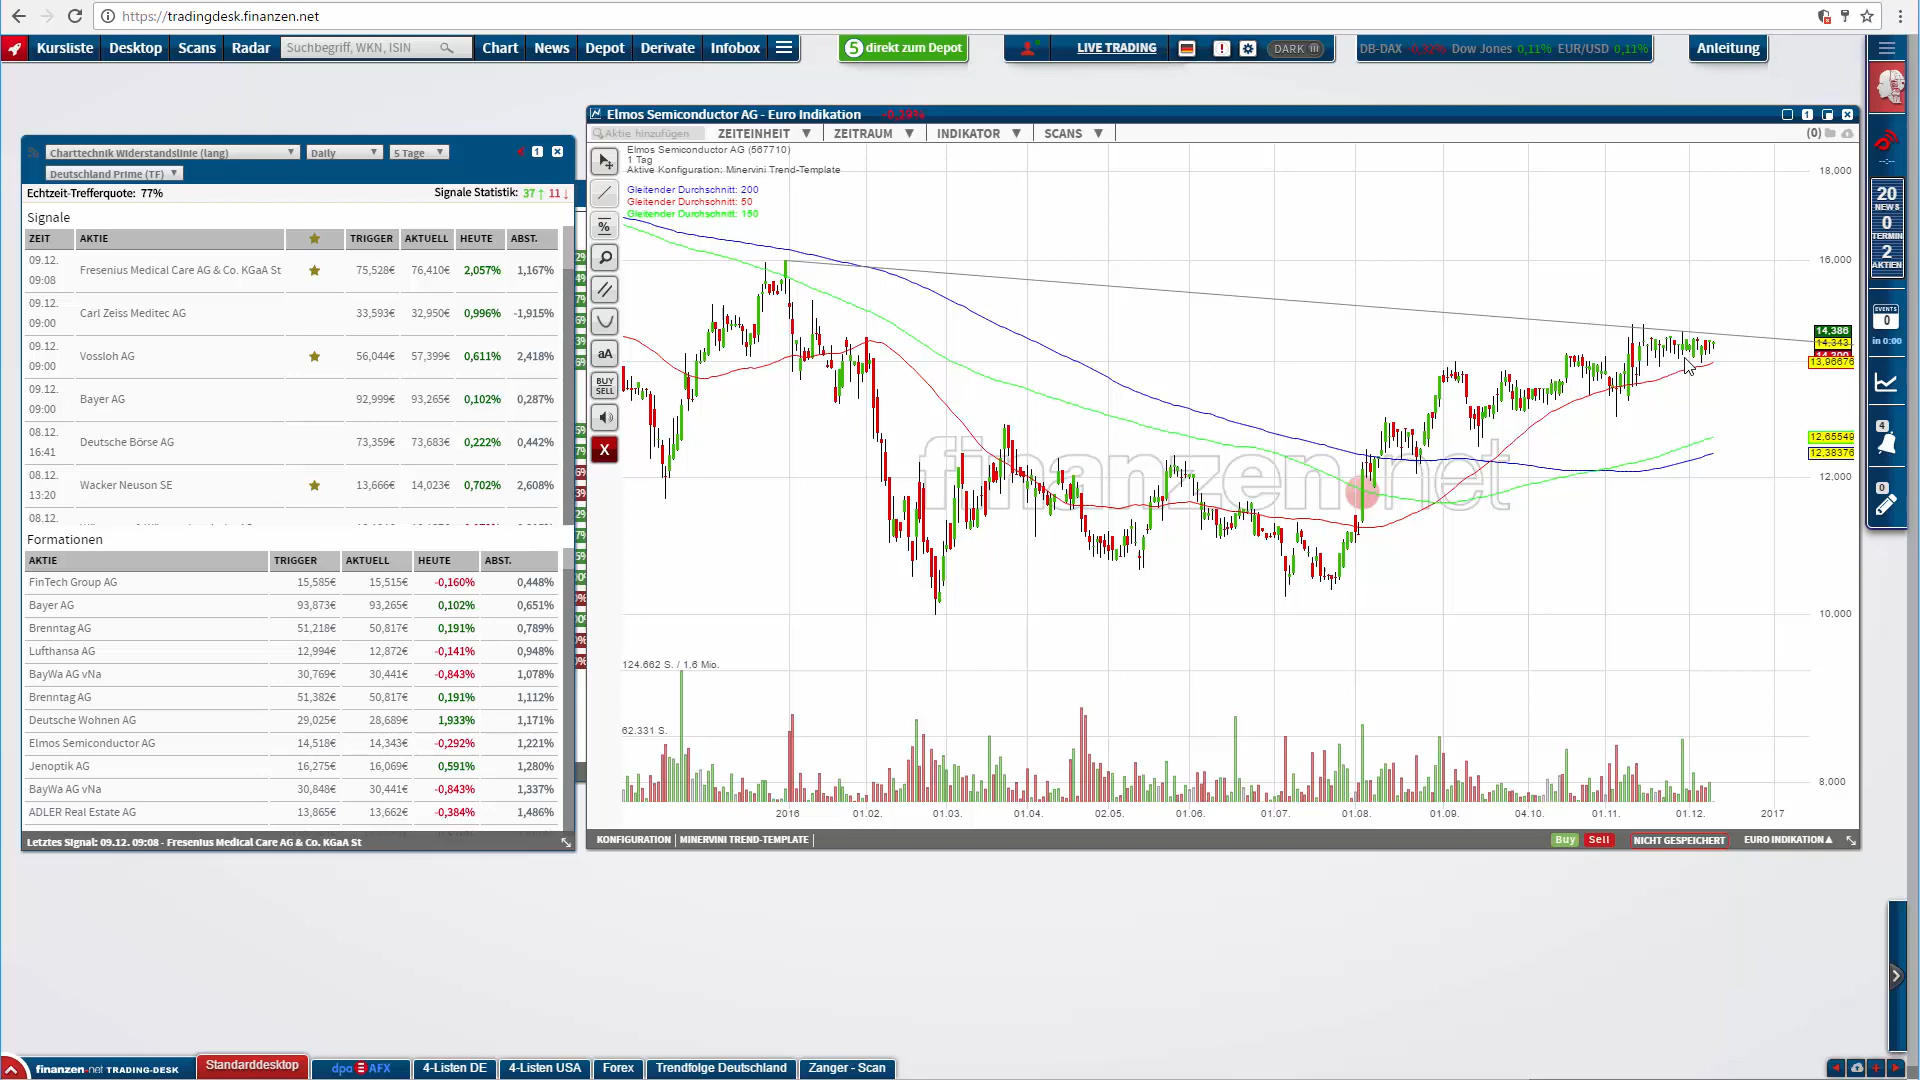 https://tradingdesk.finanzen.net
Kursliste Desktop Scans Radar Suchbegriff, WKN, ISIN Chart News Depot Derivate Infobox
5 direkt zum Depot
LIVE TRADING ! DARK
DB-DAX -0,32% Dow Jones 0,11% EUR/USD 0,11%
Anleitung
Charttechnik Widerstandslinie (lang) Daily 5 Tage 1
Deutschland Prime (TF)
Echtzeit-Trefferquote: 77% Signale Statistik: 37↑ 11↓
Signale
ZEIT AKTIE TRIGGER AKTUELL HEUTE ABST.
09.12. 09:08 Fresenius Medical Care AG & Co. KGaA St 75,528€ 76,410€ 2,057% 1,167%
09.12. 09:00 Carl Zeiss Meditec AG 33,593€ 32,950€ 0,996% -1,915%
09.12. 09:00 Vossloh AG 56,044€ 57,399€ 0,611% 2,418%
09.12. 09:00 Bayer AG 92,999€ 93,265€ 0,102% 0,287%
08.12. 16:41 Deutsche Börse AG 73,359€ 73,683€ 0,222% 0,442%
08.12. 13:20 Wacker Neuson SE 13,666€ 14,023€ 0,702% 2,608%
08.12.
Formationen
AKTIE TRIGGER AKTUELL HEUTE ABST.
FinTech Group AG 15,585€ 15,515€ -0,160% 0,448%
Bayer AG 93,873€ 93,265€ 0,102% 0,651%
Brenntag AG 51,218€ 50,817€ 0,191% 0,789%
Lufthansa AG 12,994€ 12,872€ -0,141% 0,948%
BayWa AG vNa 30,769€ 30,441€ -0,843% 1,078%
Brenntag AG 51,382€ 50,817€ 0,191% 1,112%
Deutsche Wohnen AG 29,025€ 28,689€ 1,933% 1,171%
Elmos Semiconductor AG 14,518€ 14,343€ -0,292% 1,221%
Jenoptik AG 16,275€ 16,069€ 0,591% 1,280%
BayWa AG vNa 30,848€ 30,441€ -0,843% 1,337%
ADLER Real Estate AG 13,865€ 13,662€ -0,384% 1,486%
Letztes Signal: 09.12. 09:08 - Fresenius Medical Care AG & Co. KGaA St
Elmos Semiconductor AG - Euro Indikation -0,29% 1
Aktie hinzufügen ZEITEINHEIT ZEITRAUM INDIKATOR SCANS (0)
Elmos Semiconductor AG (567710)
1 Tag
Aktive Konfiguration: Minervini Trend-Template
Gleitender Durchschnitt: 200
Gleitender Durchschnitt: 50
Gleitender Durchschnitt: 150
%
aA
BUY
SELL
X
finanzen.net
18,000
16,000
14,386
14,343
13,96676
12,65549
12,38376
12,000
10,000
8,000
124.662 S. / 1,6 Mio.
62.331 S.
2016 01.02. 01.03. 01.04. 02.05. 01.06. 01.07. 01.08. 01.09. 04.10. 01.11. 01.12. 2017
KONFIGURATION MINERVINI TREND-TEMPLATE Buy Sell NICHT GESPEICHERT EURO INDIKATION
--:--
20
NEWS
0
TERMIN
2
AKTIEN
EVENTS
0
in 0:00
4
0
finanzen-net TRADING-DESK Standarddesktop dpa AFX 4-Listen DE 4-Listen USA Forex Trendfolge Deutschland Zanger - Scan